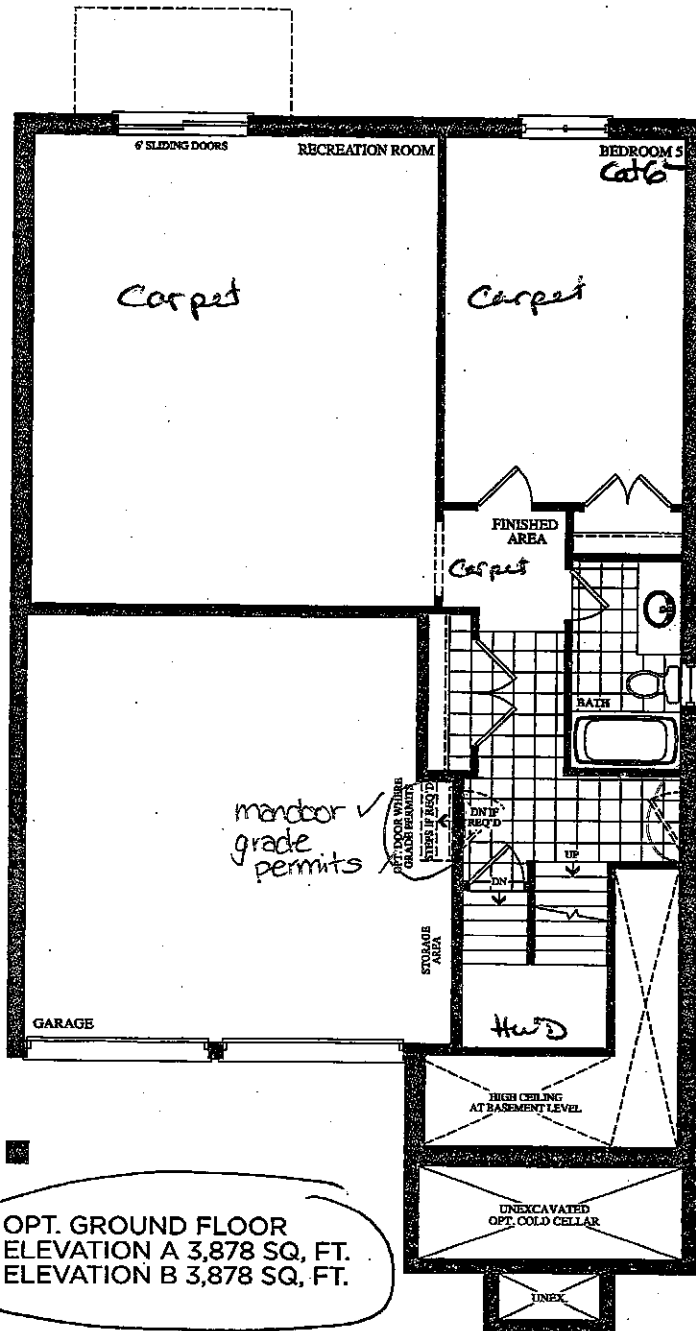 6' SLIDING DOORS
RECREATION ROOM
BEDROOM 5
Cat6
Carpet
Carpet
FINISHED
AREA
Carpet
BATH
mandoor ✓
grade
permits
OPT. DOOR WHERE
GRADE PERMITS
STEPS IF REQ'D
DN IF
REQ'D
UP
DN
STORAGE
AREA
GARAGE
HwD
HIGH CEILING
AT BASEMENT LEVEL
UNEXCAVATED
OPT. COLD CELLAR
UNEX.
OPT. GROUND FLOOR
ELEVATION A 3,878 SQ, FT.
ELEVATION B 3,878 SQ, FT.